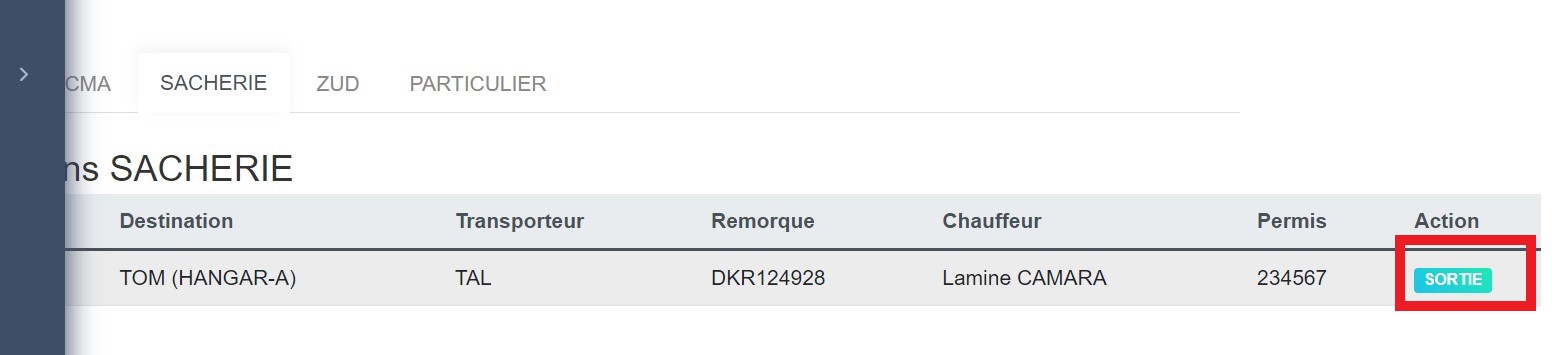 CMA SACHERIE ZUD PARTICULIER
ns SACHERIE
Destination Transporteur Remorque Chauffeur Permis Action
TOM (HANGAR-A) TAL DKR124928 Lamine CAMARA 234567 SORTIE